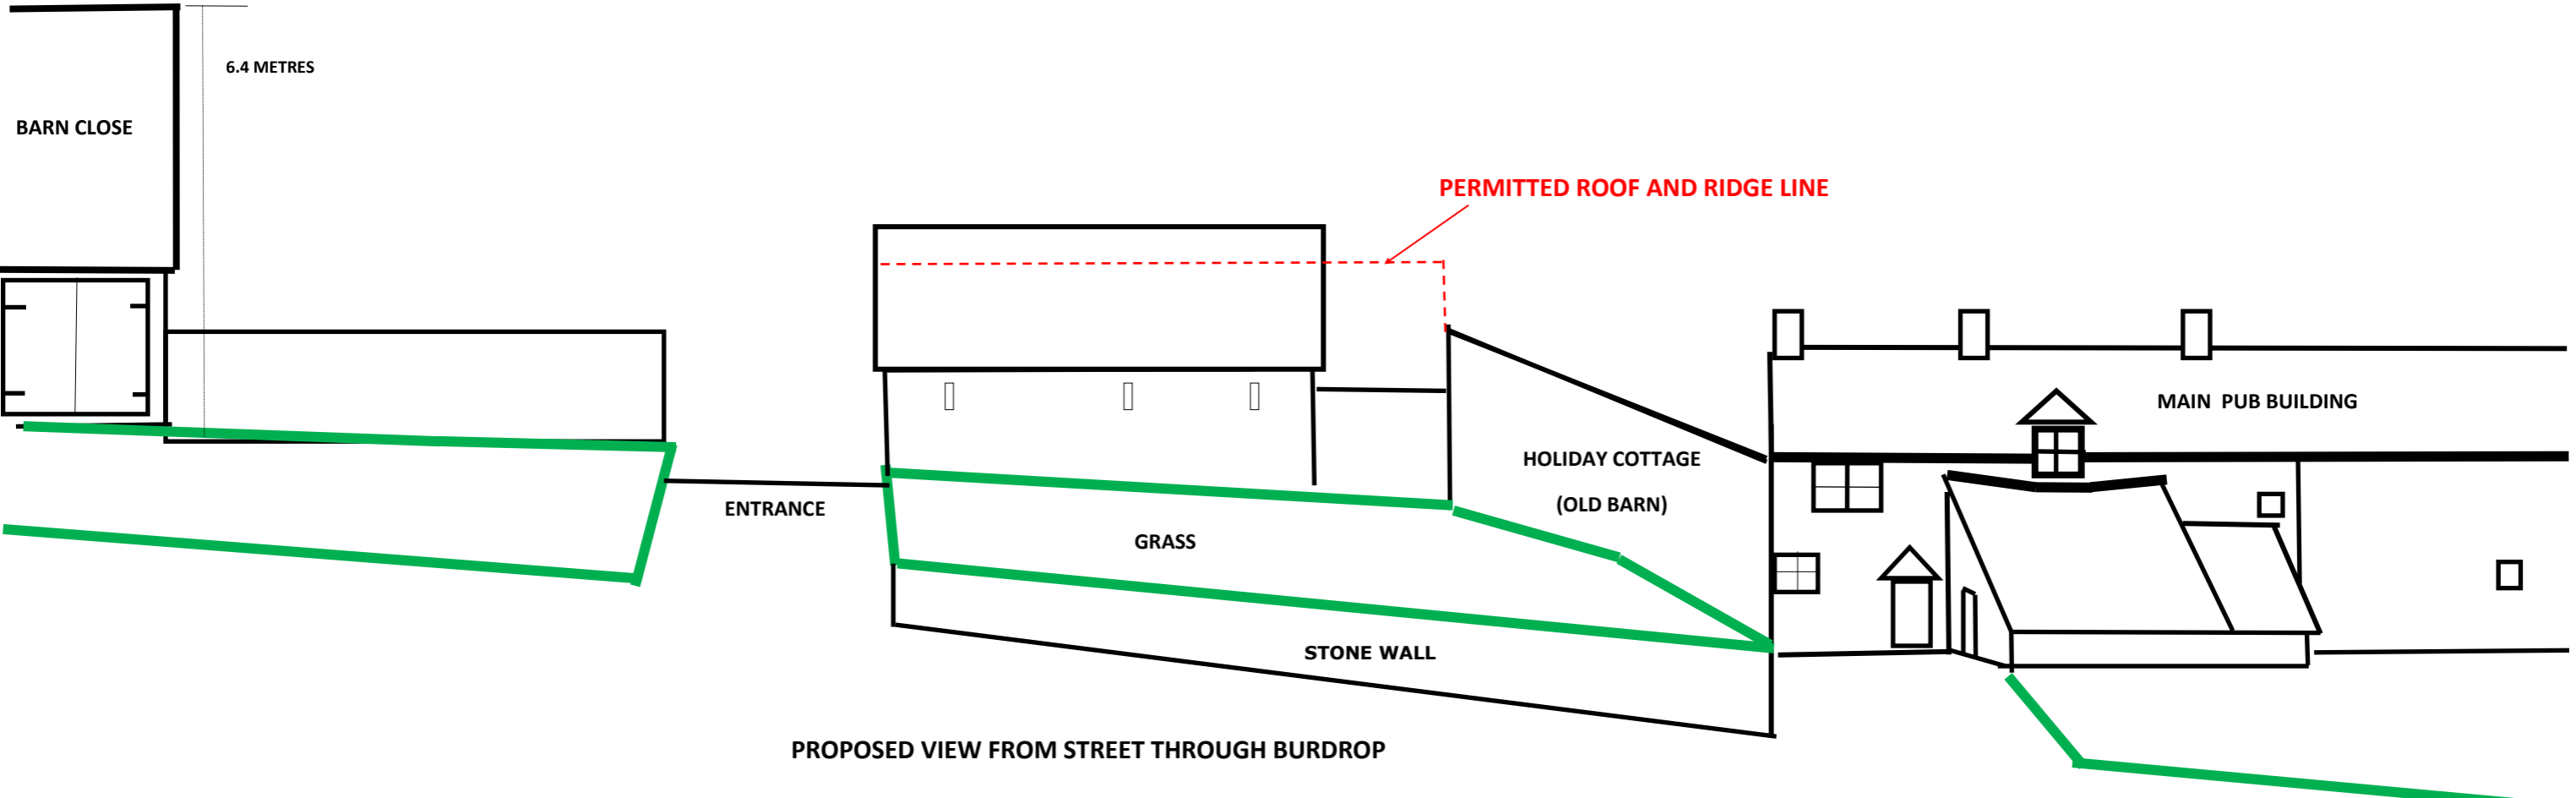 6.4 METRES
BARN CLOSE
PERMITTED ROOF AND RIDGE LINE
MAIN PUB BUILDING
HOLIDAY COTTAGE
(OLD BARN)
ENTRANCE
GRASS
STONE WALL
PROPOSED VIEW FROM STREET THROUGH BURDROP